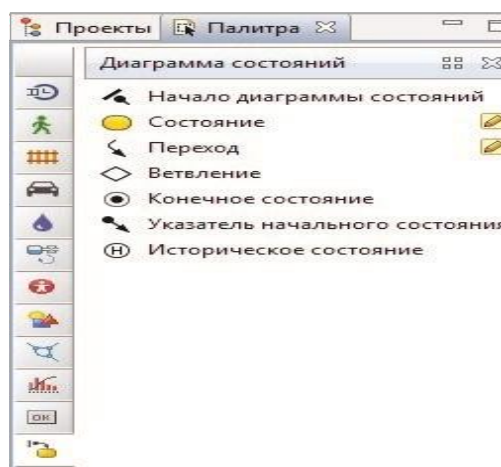 Проекты Палитра
Диаграмма состояний
Начало диаграммы состояний
Состояние
Переход
Ветвление
Конечное состояние
Указатель начального состояния
H Историческое состояние
OK